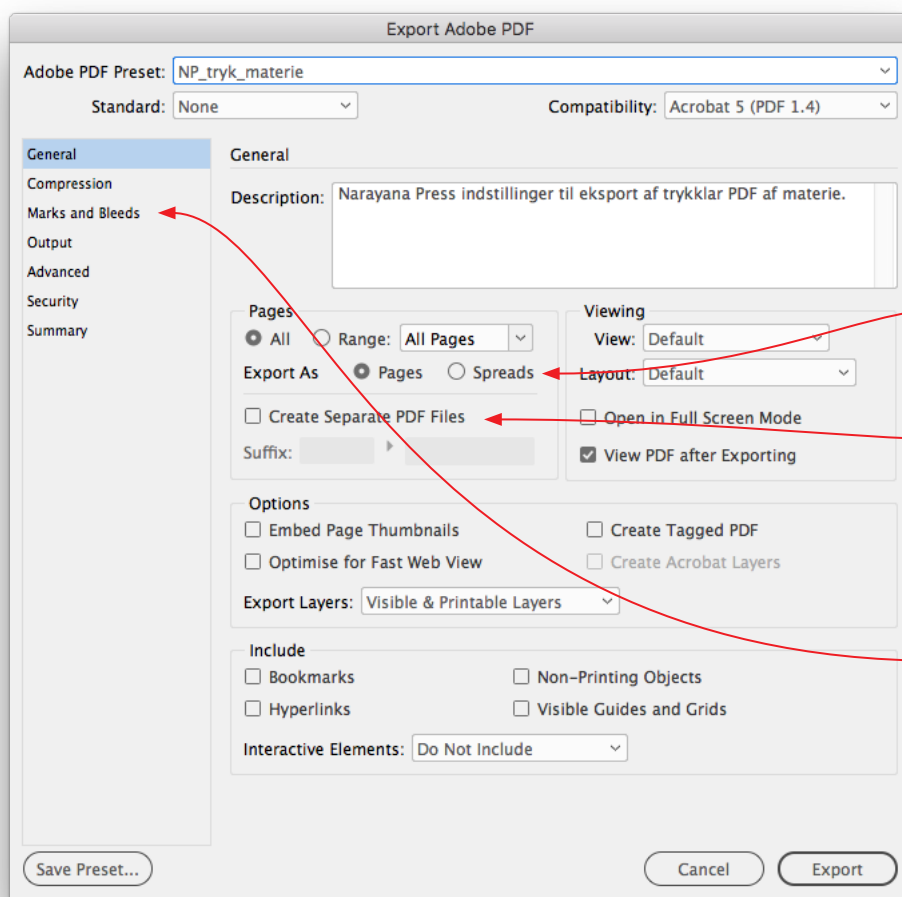 Export Adobe PDF
Adobe PDF Preset: NP_tryk_materie
Standard: None Compatibility: Acrobat 5 (PDF 1.4)
General
Compression
Marks and Bleeds
Output
Advanced
Security
Summary
General
Description: Narayana Press indstillinger til eksport af trykklar PDF af materie.
Pages
All Range: All Pages
Export As Pages Spreads
Create Separate PDF Files
Suffix:
Viewing
View: Default
Layout: Default
Open in Full Screen Mode
View PDF after Exporting
Options
Embed Page Thumbnails Create Tagged PDF
Optimise for Fast Web View Create Acrobat Layers
Export Layers: Visible & Printable Layers
Include
Bookmarks Non-Printing Objects
Hyperlinks Visible Guides and Grids
Interactive Elements: Do Not Include
Save Preset... Cancel Export